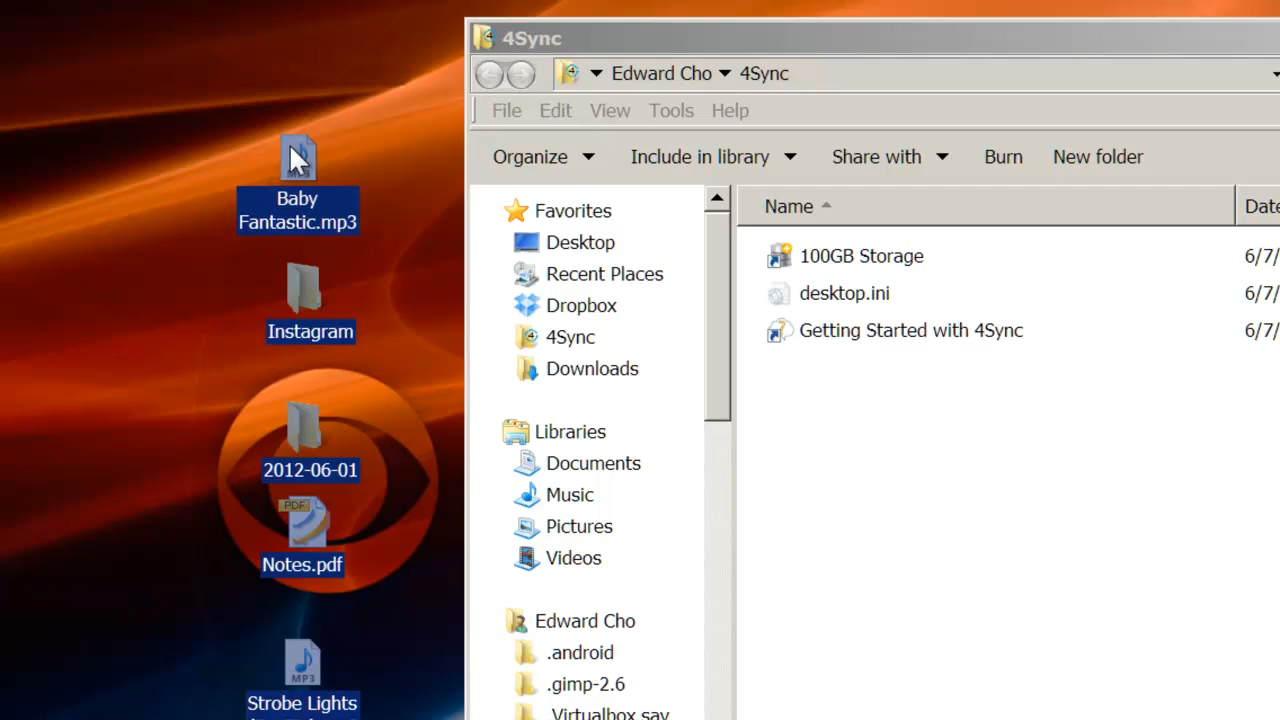 4Sync
Edward Cho 4Sync
File Edit View Tools Help
Organize Include in library Share with Burn New folder
Baby
Fantastic.mp3
Instagram
2012-06-01
PDF
Notes.pdf
MP3
Strobe Lights
Favorites
Desktop
Recent Places
Dropbox
4Sync
Downloads
Libraries
Documents
Music
Pictures
Videos
Edward Cho
.android
.gimp-2.6
.Virtualbox sav
Name
100GB Storage 6/7/
desktop.ini 6/7/
Getting Started with 4Sync 6/7/